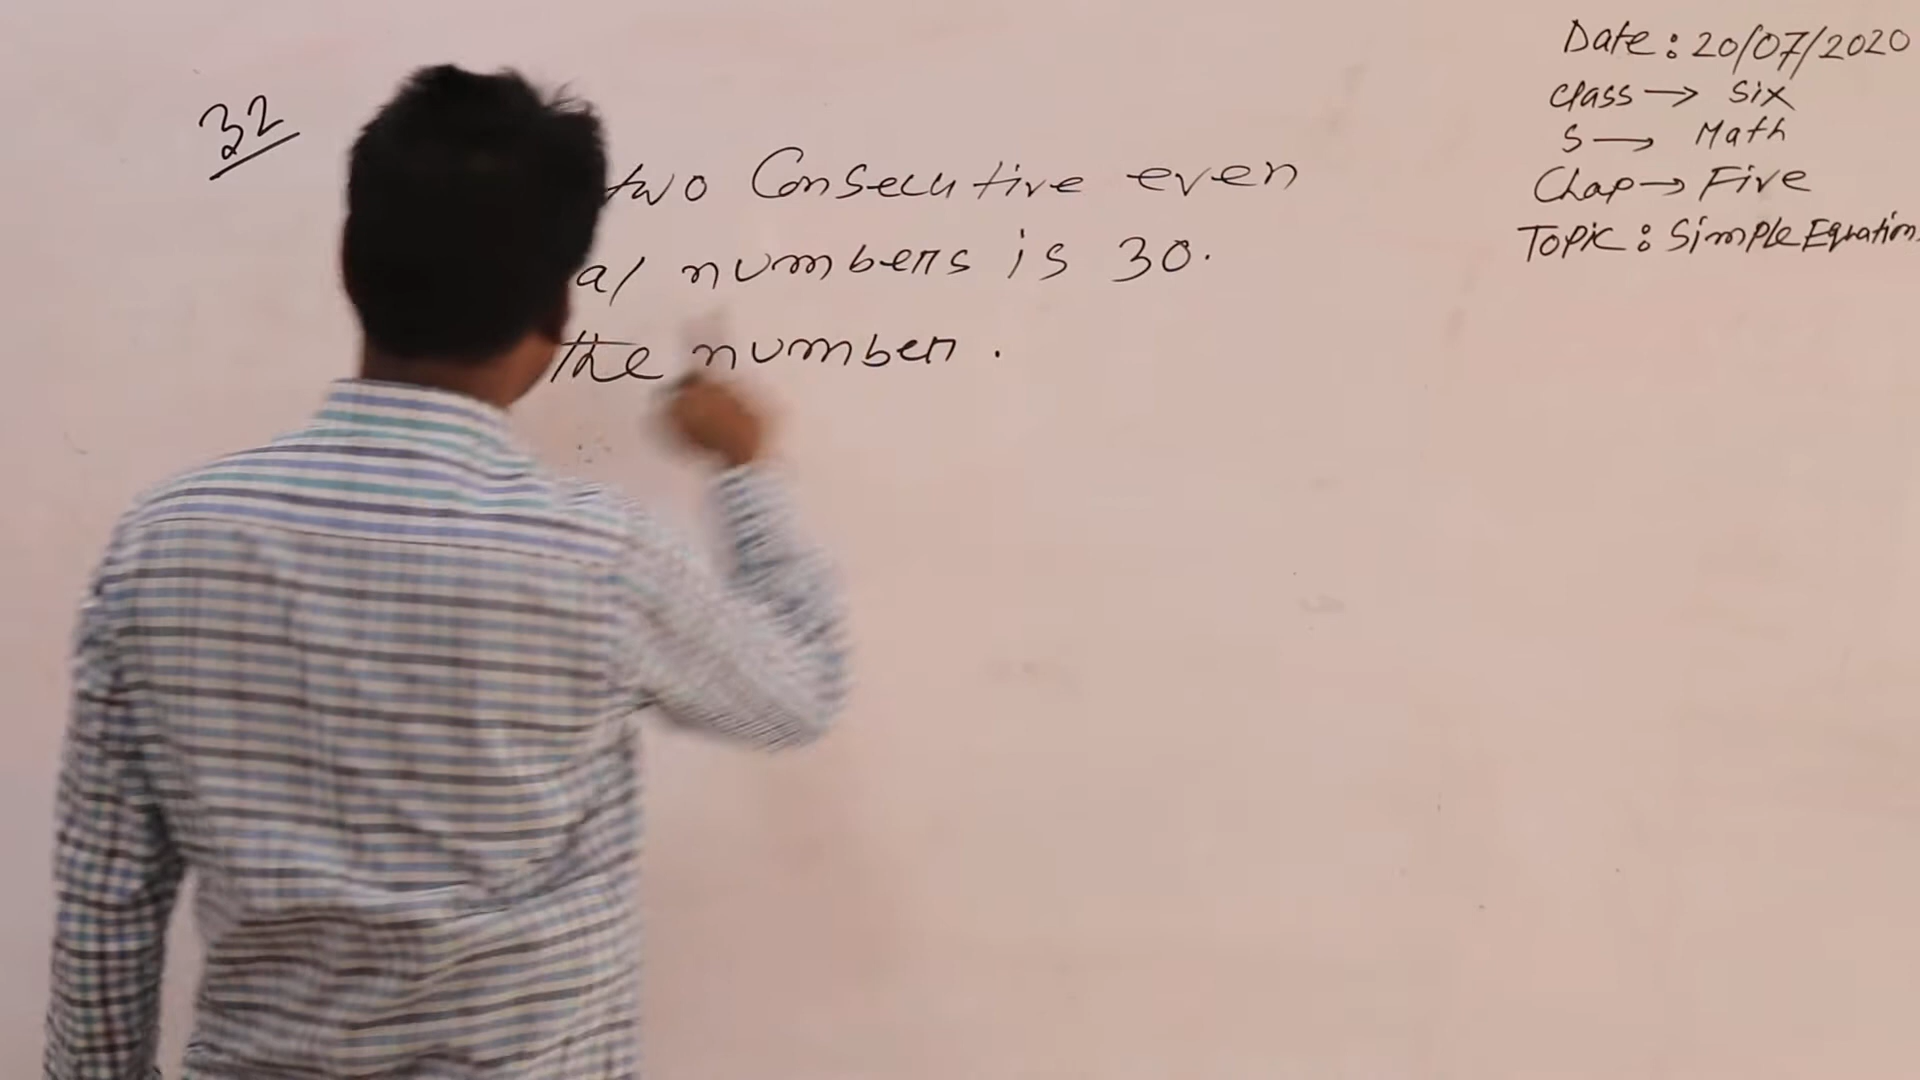 32
two Consecutive even
al numbers is 30.
the number.
Date: 20/07/2020
Class → Six
S → Math
Chap → Five
Topic: Simple Equation.